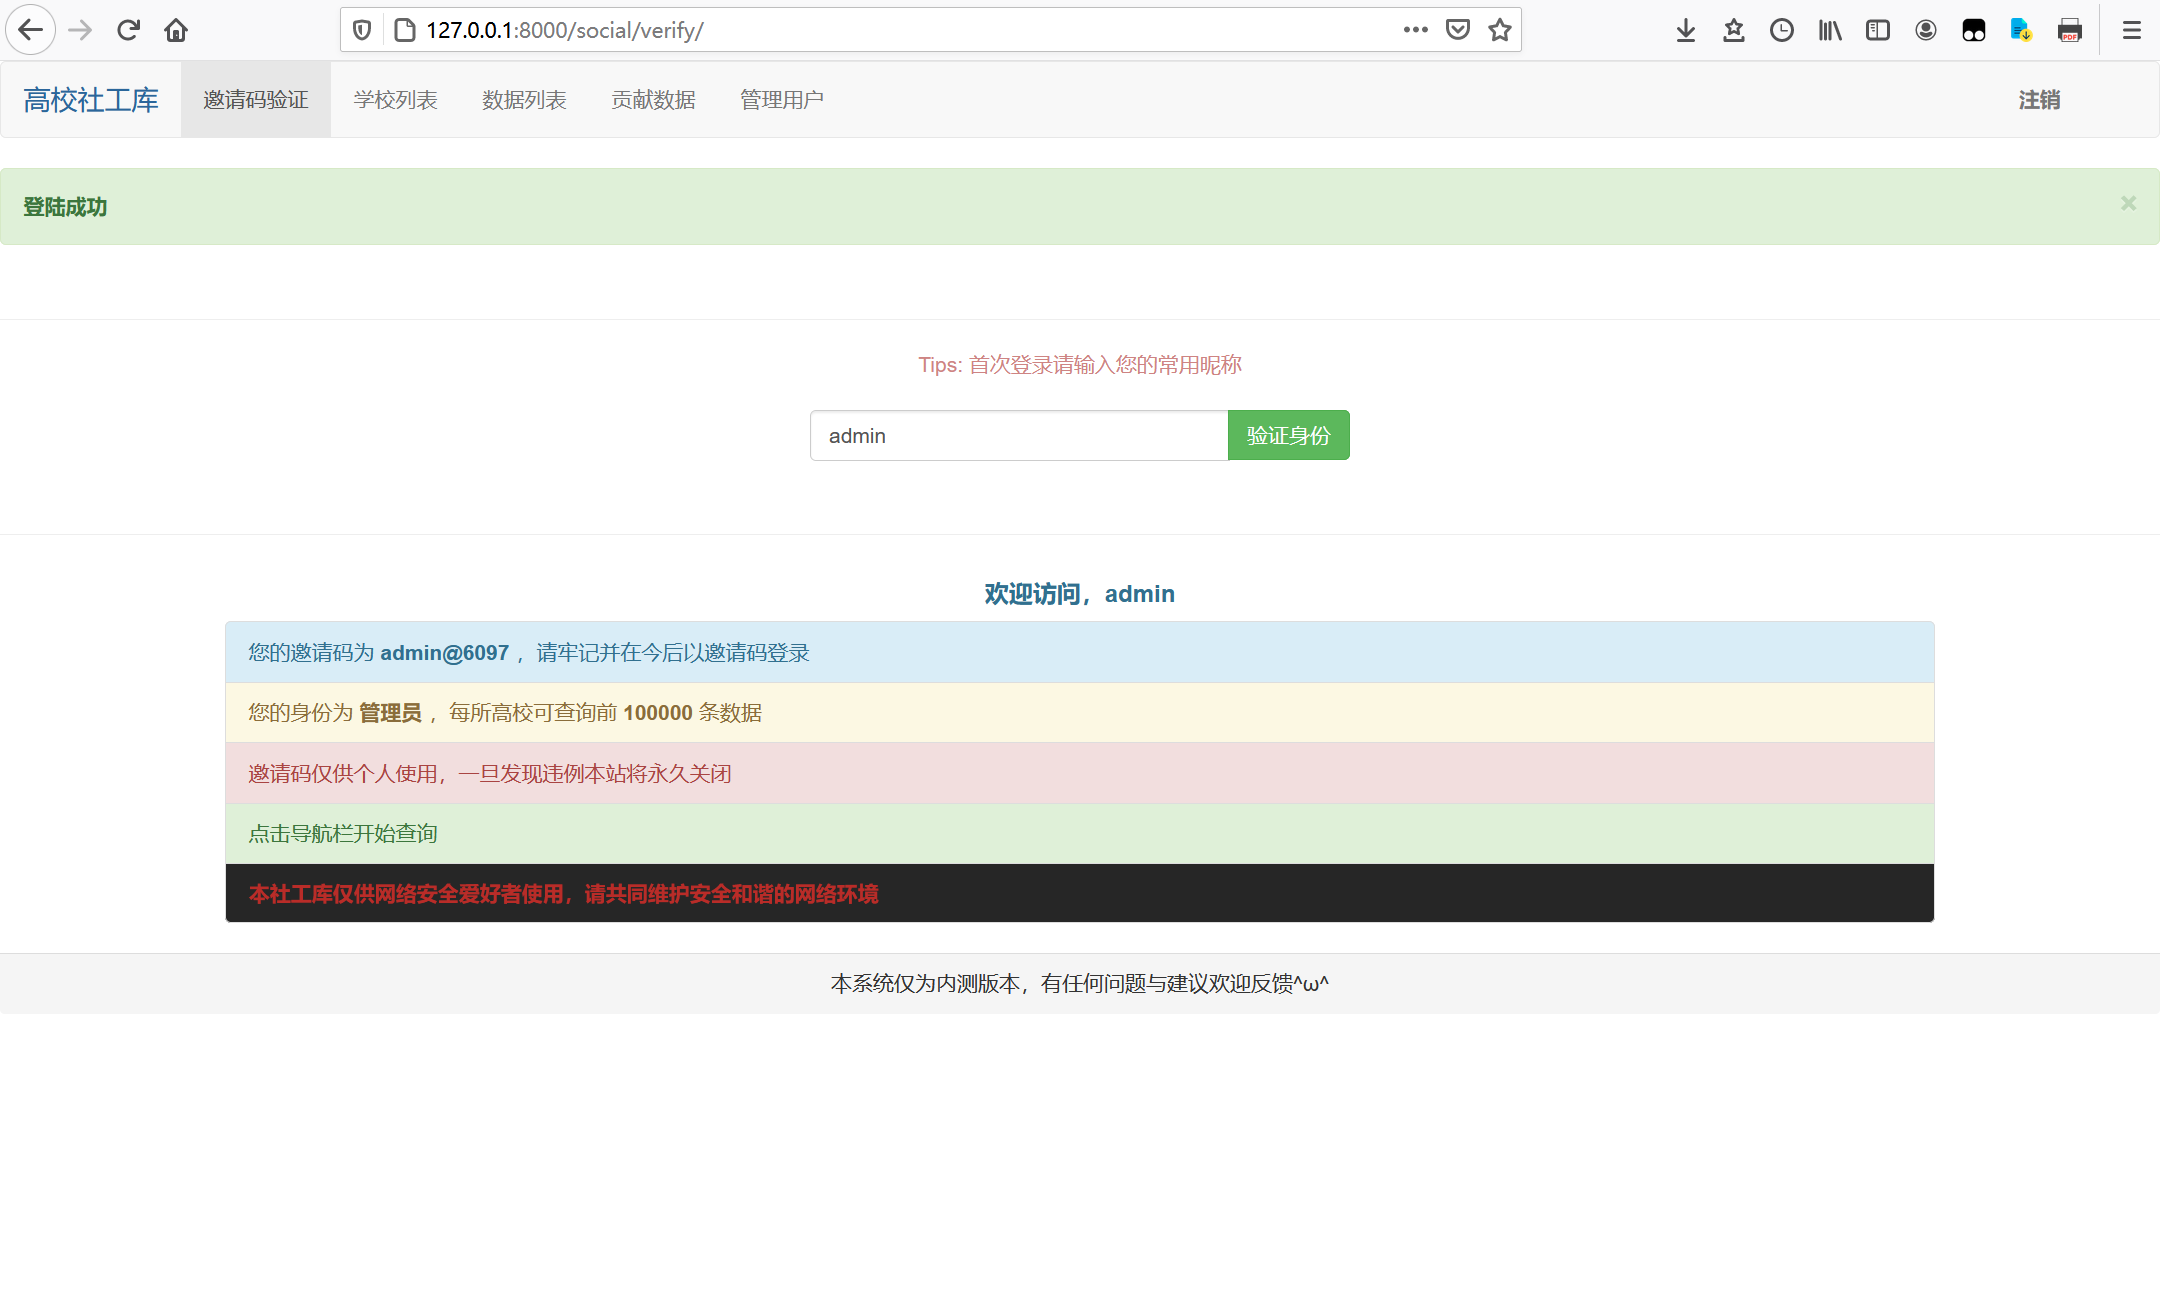 127.0.0.1:8000/social/verify/
高校社工库 邀请码验证 学校列表 数据列表 贡献数据 管理用户 注销
登陆成功 ×
Tips: 首次登录请输入您的常用昵称
admin 验证身份
欢迎访问，admin
您的邀请码为 admin@6097 ，请牢记并在今后以邀请码登录
您的身份为 管理员 ，每所高校可查询前 100000 条数据
邀请码仅供个人使用，一旦发现违例本站将永久关闭
点击导航栏开始查询
本社工库仅供网络安全爱好者使用，请共同维护安全和谐的网络环境
本系统仅为内测版本，有任何问题与建议欢迎反馈^ω^